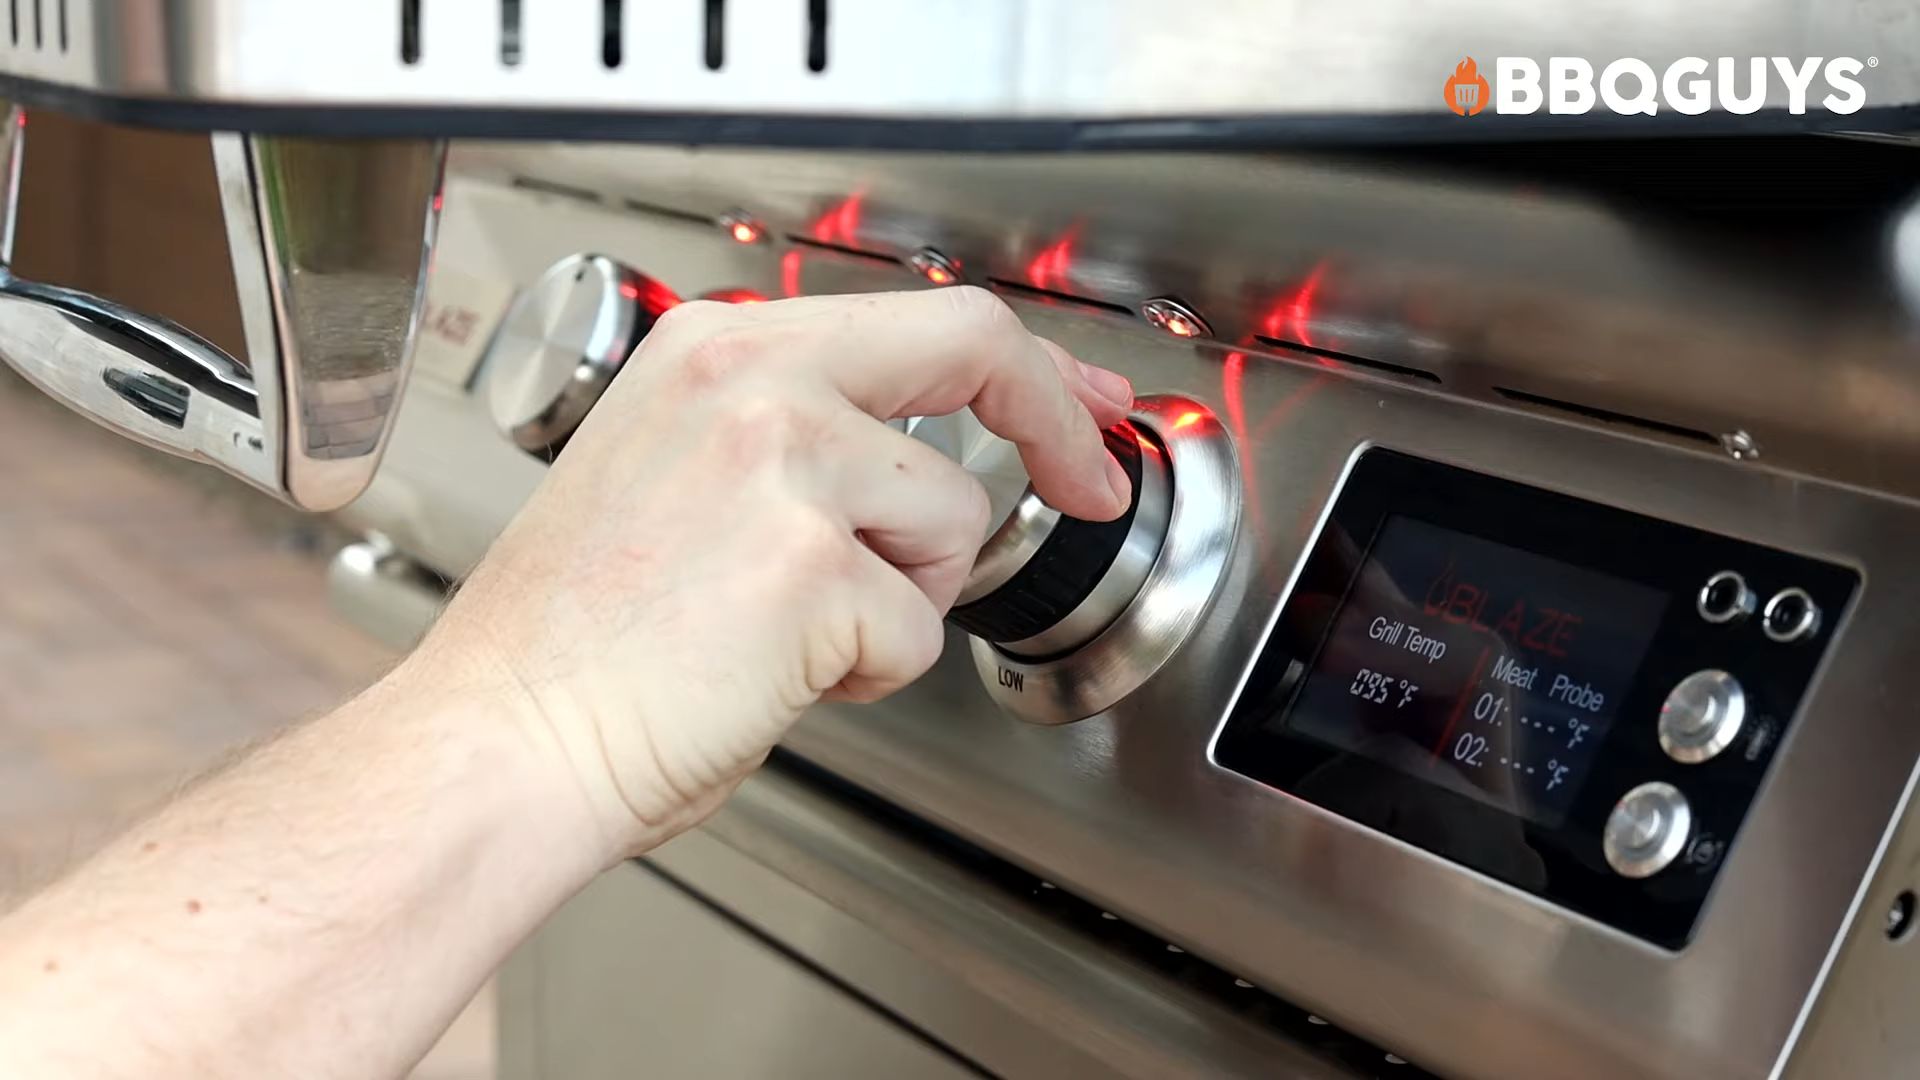 BBQGUYS®
BLAZE
Grill Temp
095°F
Meat Probe
01: --- °F
02: --- °F
LOW